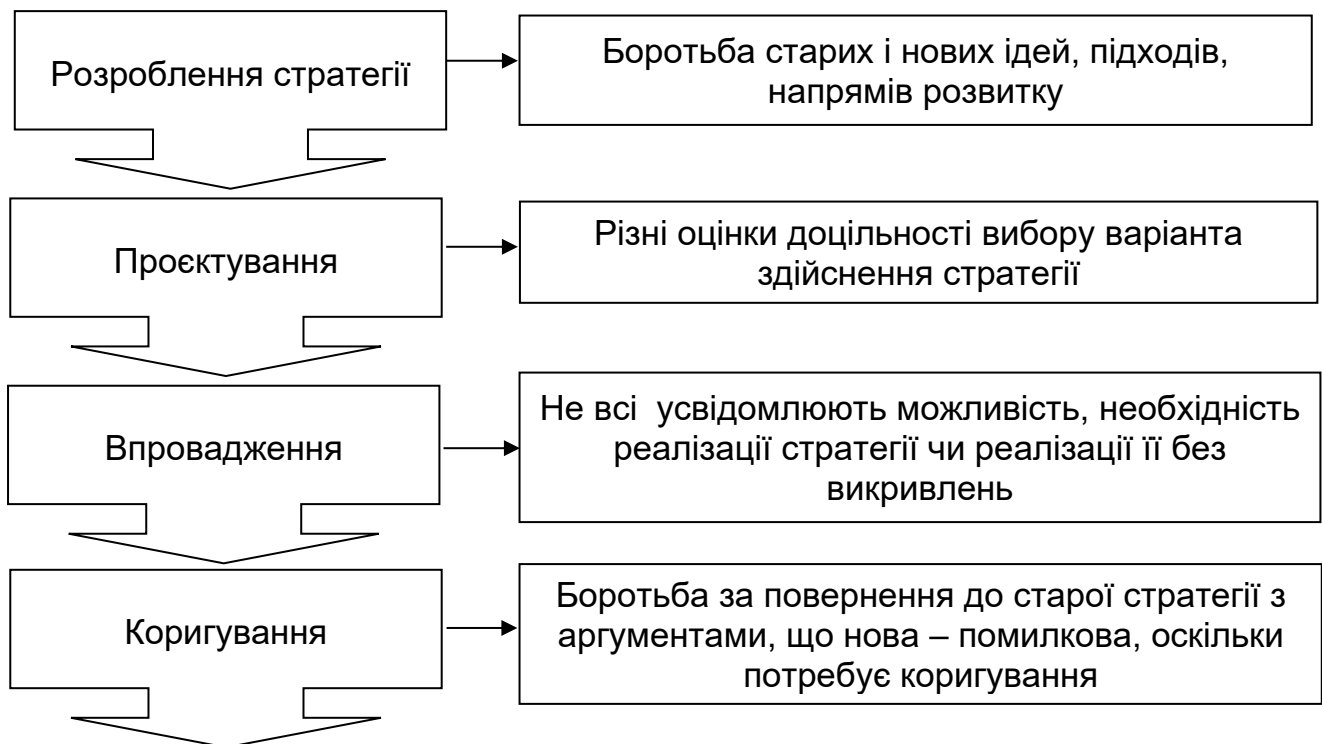 Розроблення стратегії
Боротьба старих і нових ідей, підходів,
напрямів розвитку
Проєктування
Різні оцінки доцільності вибору варіанта
здійснення стратегії
Впровадження
Не всі усвідомлюють можливість, необхідність
реалізації стратегії чи реалізації її без
викривлень
Коригування
Боротьба за повернення до старої стратегії з
аргументами, що нова – помилкова, оскільки
потребує коригування